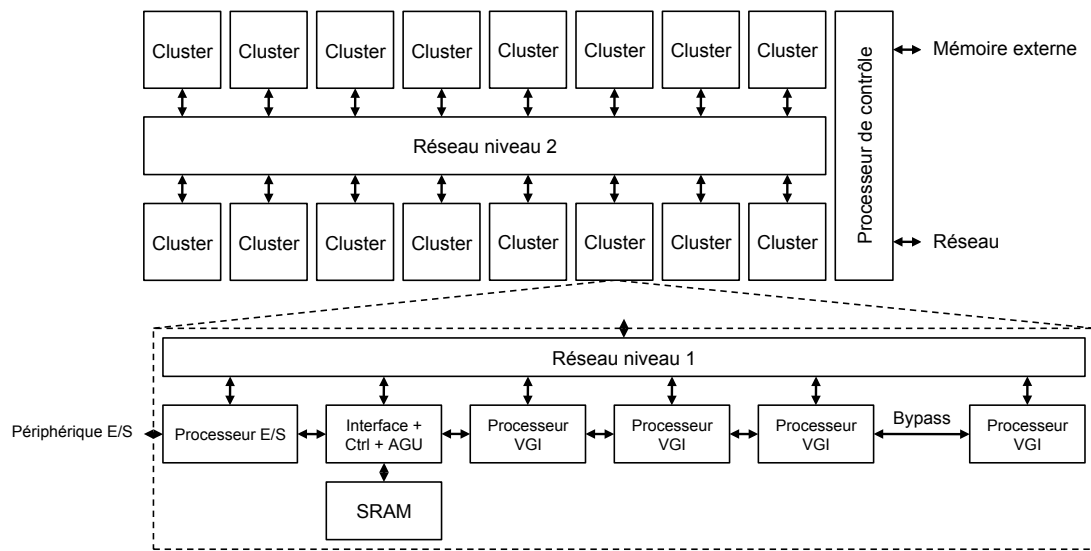 Cluster Cluster Cluster Cluster Cluster Cluster Cluster Cluster
Processeur de contrôle
Mémoire externe
Réseau niveau 2
Cluster Cluster Cluster Cluster Cluster Cluster Cluster Cluster
Réseau
Réseau niveau 1
Périphérique E/S
Processeur E/S
Interface +
Ctrl + AGU
Processeur
VGI
Processeur
VGI
Processeur
VGI
Bypass
Processeur
VGI
SRAM